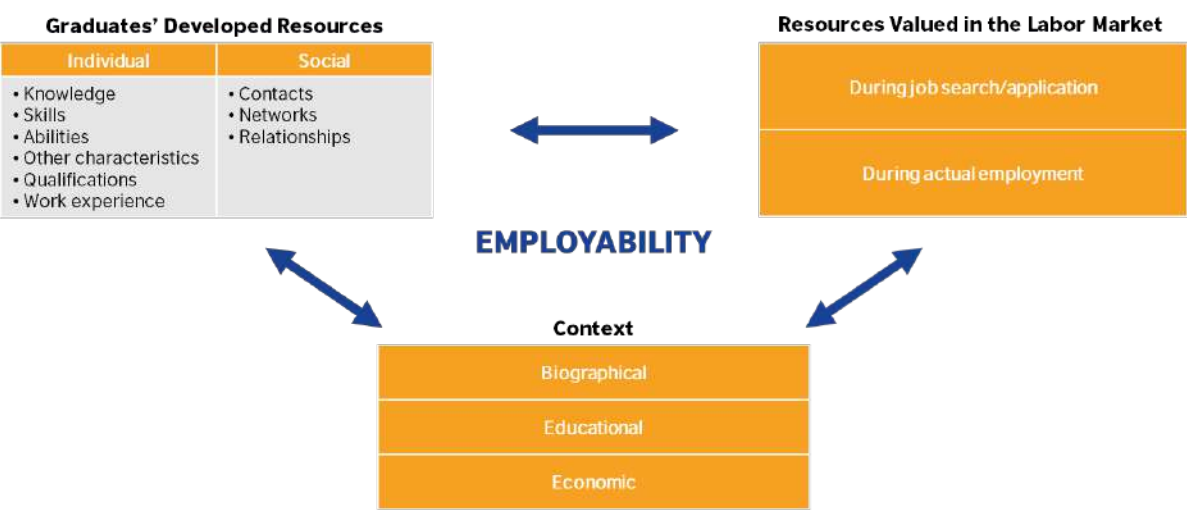 Graduates’ Developed Resources
Individual
Social
• Knowledge
• Skills
• Abilities
• Other characteristics
• Qualifications
• Work experience
• Contacts
• Networks
• Relationships
Resources Valued in the Labor Market
During job search/application
During actual employment
EMPLOYABILITY
Context
Biographical
Educational
Economic